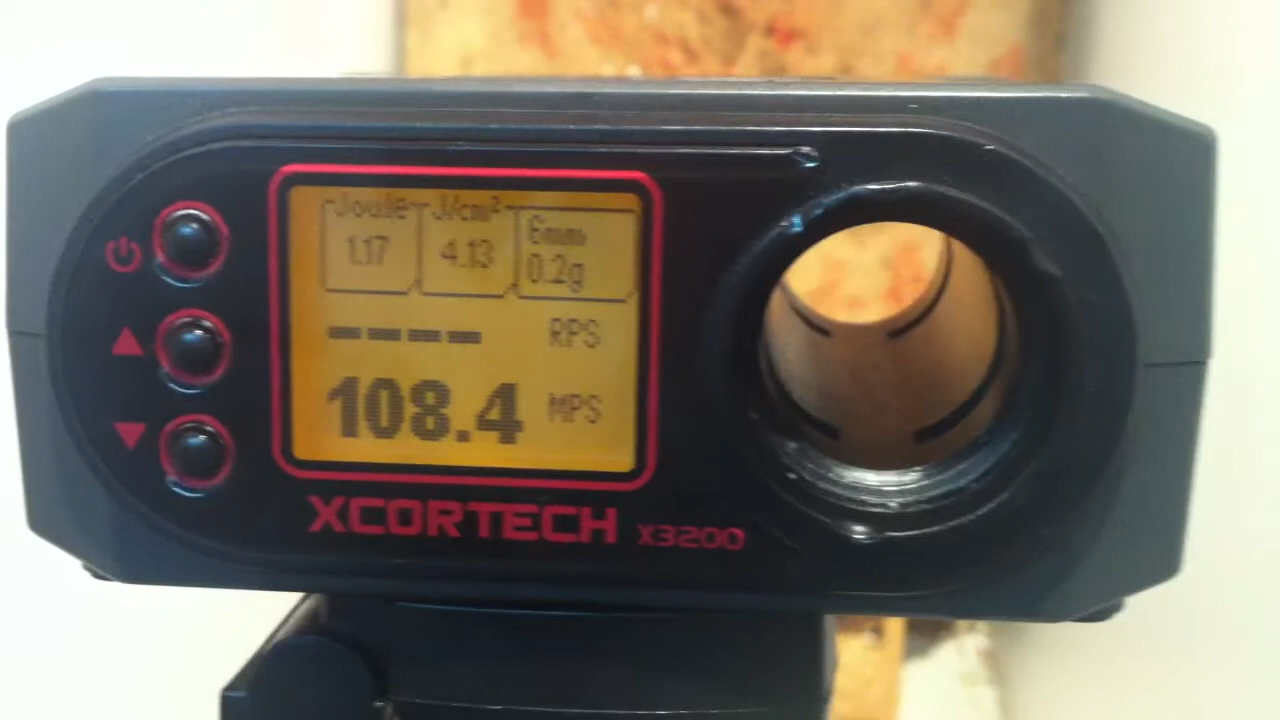 Joule J/cm² 6mm
1.17 4.13 0.2g
---- RPS
108.4 MPS
XCORTECH X3200